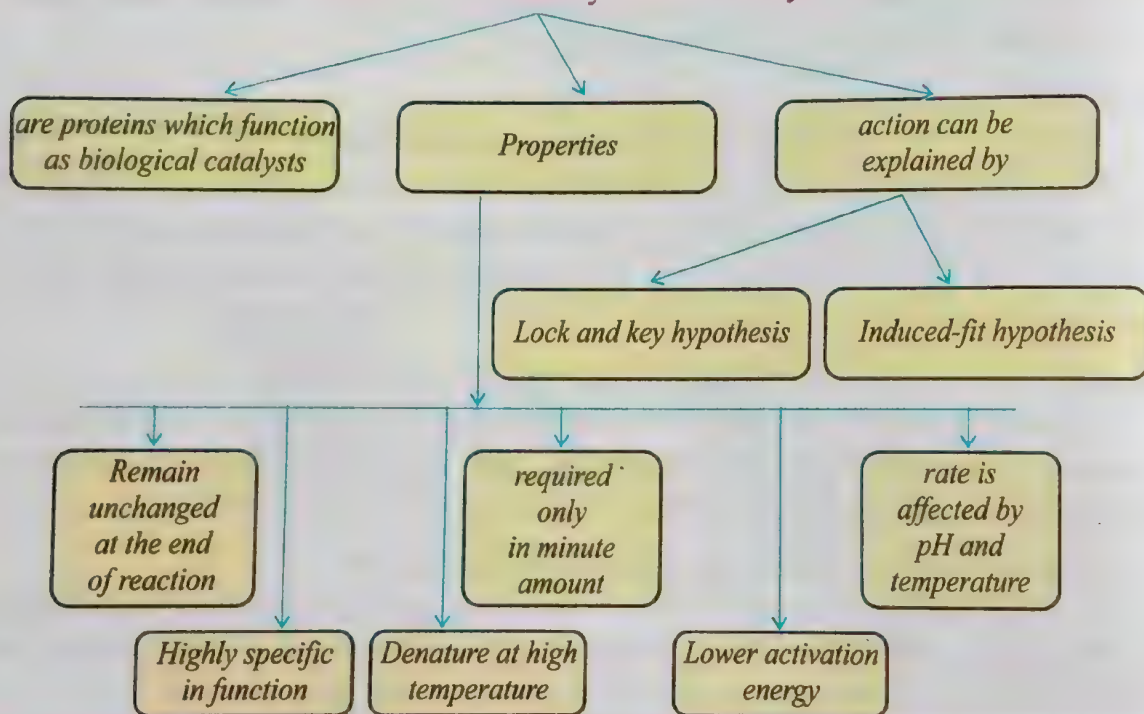 are proteins which function
as biological catalysts
Properties
action can be
explained by
Lock and key hypothesis
Induced-fit hypothesis
Remain
unchanged
at the end
of reaction
required
only
in minute
amount
rate is
affected by
pH and
temperature
Highly specific
in function
Denature at high
temperature
Lower activation
energy